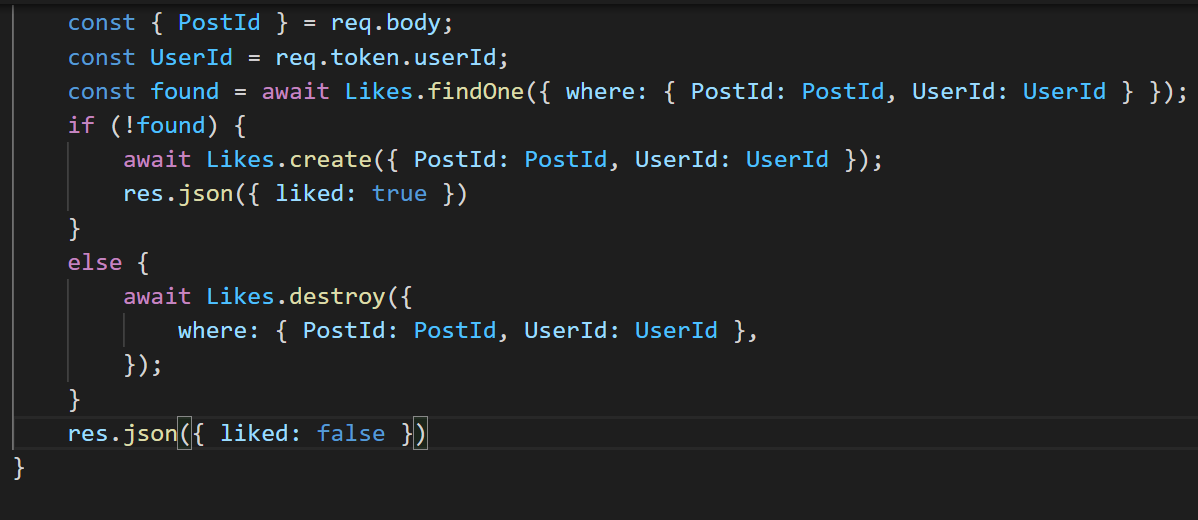 const { PostId } = req.body;
const UserId = req.token.userId;
const found = await Likes.findOne({ where: { PostId: PostId, UserId: UserId } });
if (!found) {
await Likes.create({ PostId: PostId, UserId: UserId });
res.json({ liked: true })
}
else {
await Likes.destroy({
where: { PostId: PostId, UserId: UserId },
});
}
res.json({ liked: false })
}